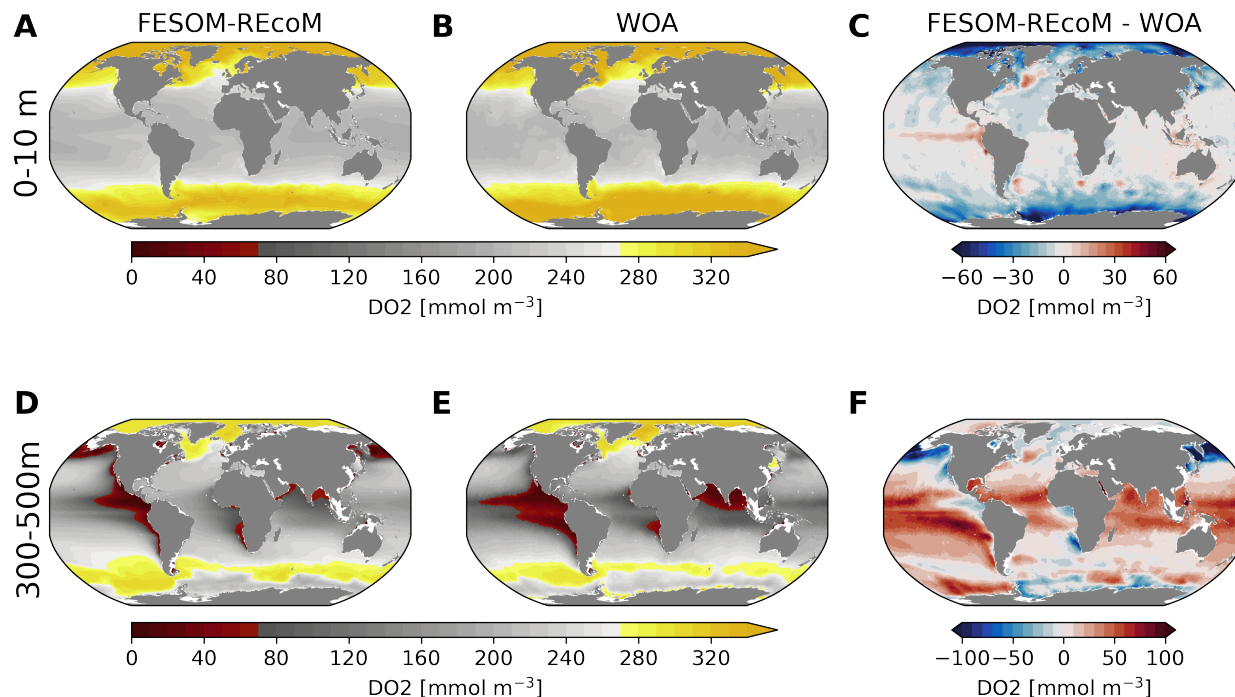 A FESOM-REcoM B WOA C FESOM-REcoM - WOA
0-10 m
0 40 80 120 160 200 240 280 320
DO2 [mmol m⁻³]
−60 −30 0 30 60
DO2 [mmol m⁻³]
D E F
300-500m
0 40 80 120 160 200 240 280 320
DO2 [mmol m⁻³]
−100 −50 0 50 100
DO2 [mmol m⁻³]